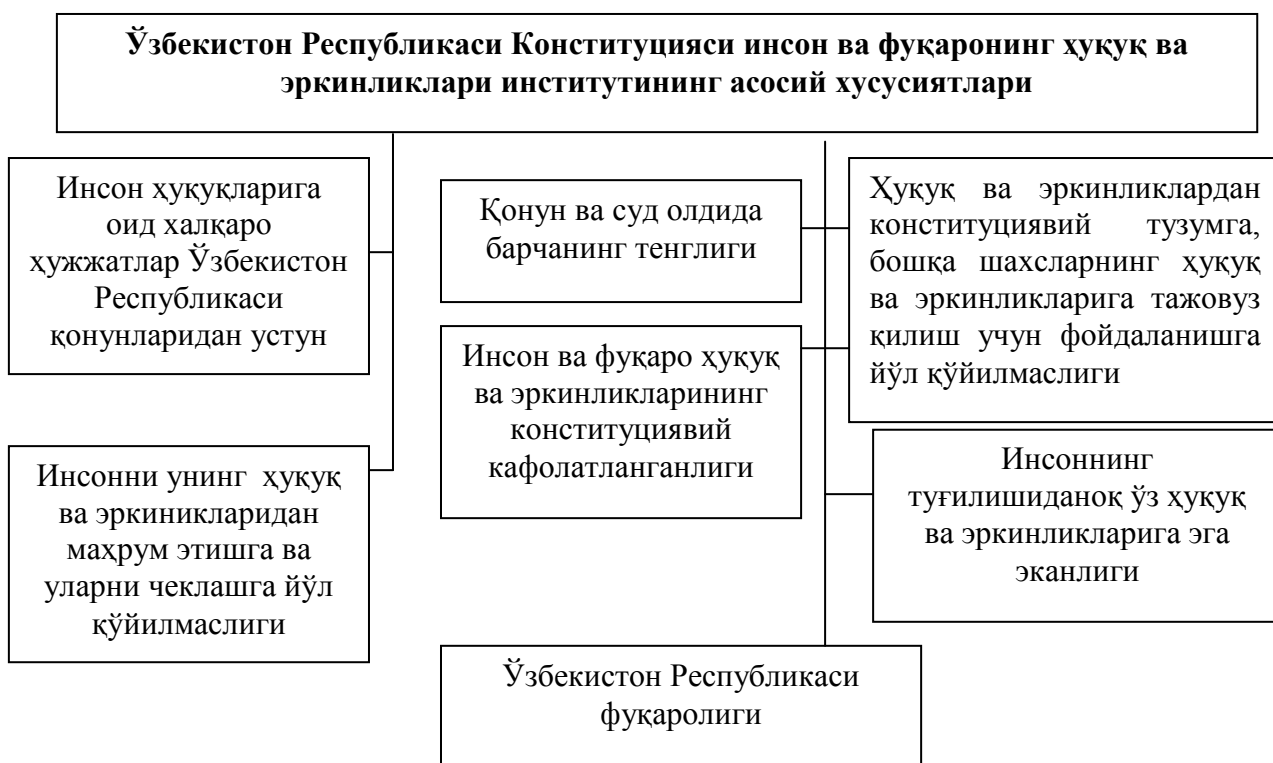 Ўзбекистон Республикаси Конституцияси инсон ва фуқаронинг ҳуқуқ ва
эркинликлари институтининг асосий хусусиятлари
Инсон ҳуқуқларига
оид халқаро
ҳужжатлар Ўзбекистон
Республикаси
қонунларидан устун
Қонун ва суд олдида
барчанинг тенглиги
Ҳуқуқ ва эркинликлардан
конституциявий тузумга,
бошқа шахсларнинг ҳуқуқ
ва эркинликларига тажовуз
қилиш учун фойдаланишга
йўл қўйилмаслиги
Инсон ва фуқаро ҳуқуқ
ва эркинликларининг
конституциявий
кафолатланганлиги
Инсонни унинг ҳуқуқ
ва эркиникларидан
маҳрум этишга ва
уларни чеклашга йўл
қўйилмаслиги
Инсоннинг
туғилишиданоқ ўз ҳуқуқ
ва эркинликларига эга
эканлиги
Ўзбекистон Республикаси
фуқаролиги